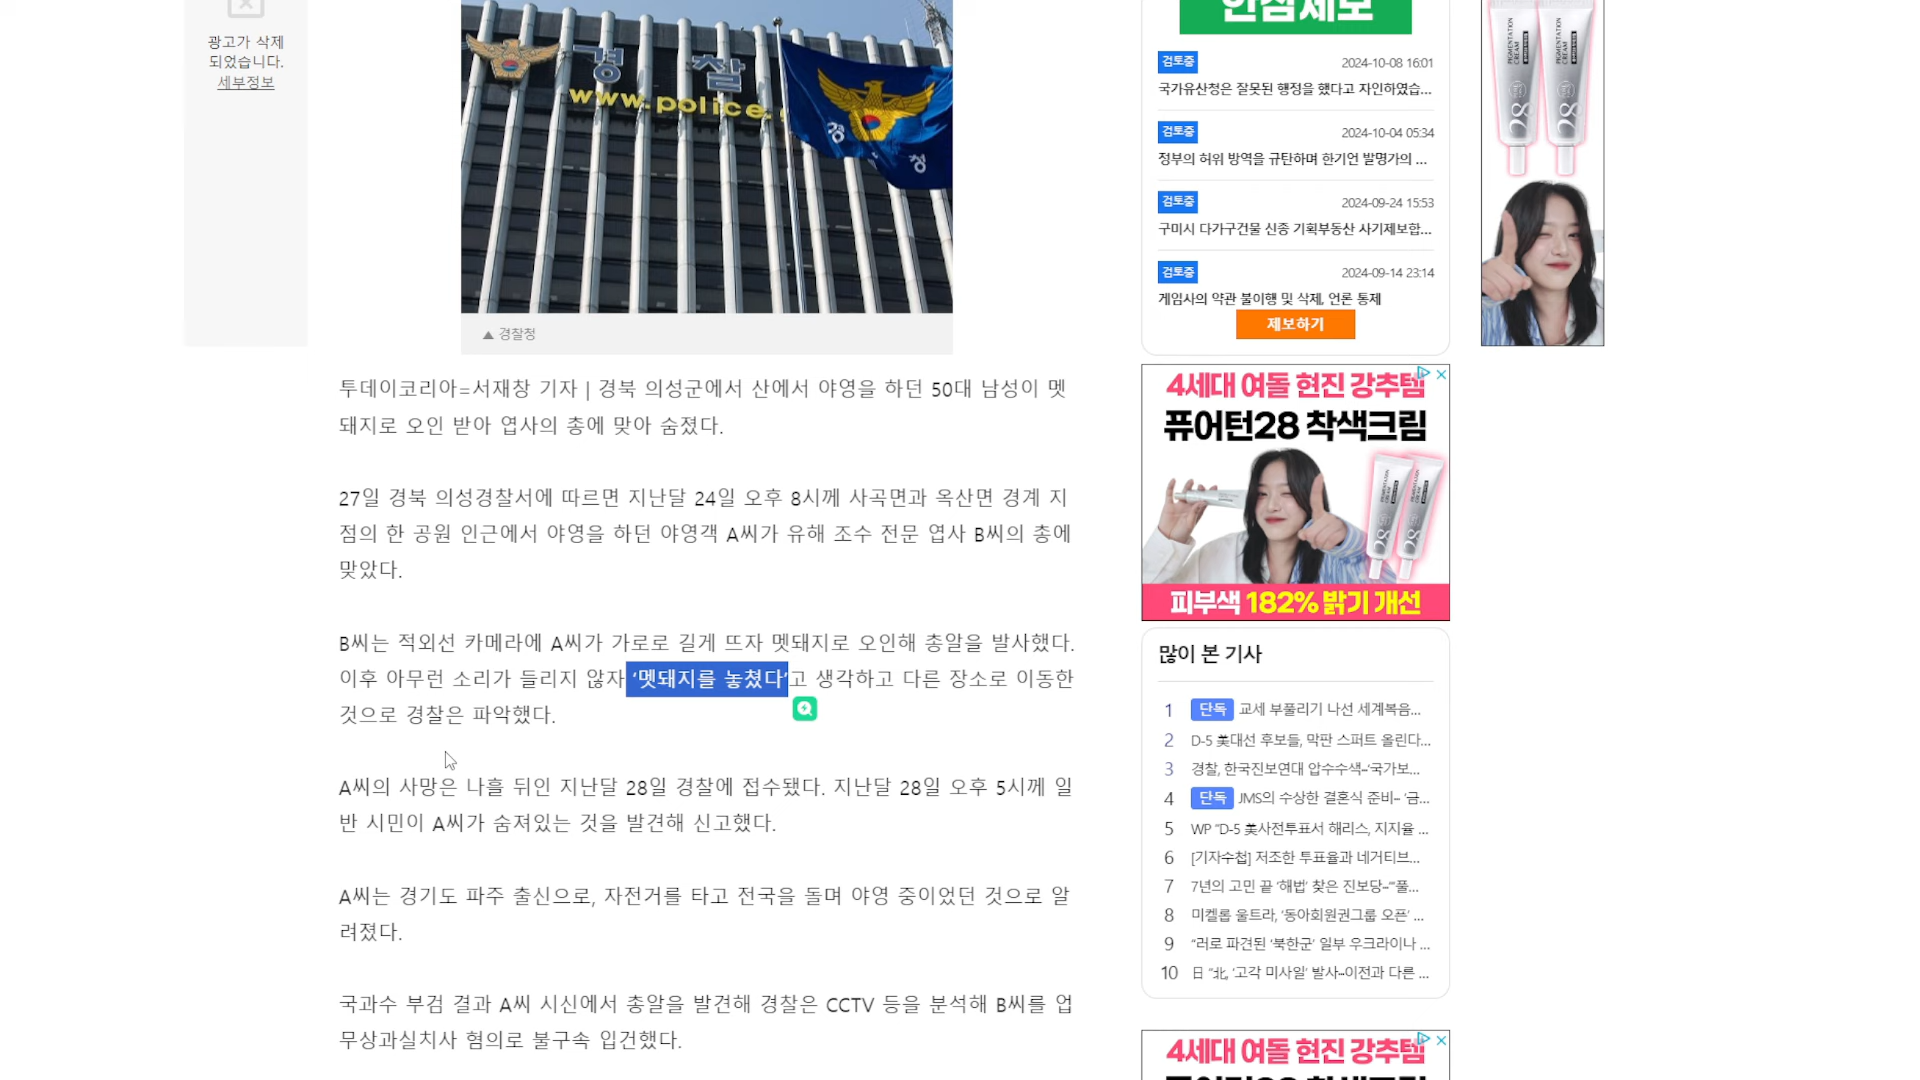 광고가 삭제
되었습니다.
세부정보
경찰
www.police.
경 청
▲ 경찰청
투데이코리아=서재창 기자 | 경북 의성군에서 산에서 야영을 하던 50대 남성이 멧
돼지로 오인 받아 엽사의 총에 맞아 숨졌다.
27일 경북 의성경찰서에 따르면 지난달 24일 오후 8시께 사곡면과 옥산면 경계 지
점의 한 공원 인근에서 야영을 하던 야영객 A씨가 유해 조수 전문 엽사 B씨의 총에
맞았다.
B씨는 적외선 카메라에 A씨가 가로로 길게 뜨자 멧돼지로 오인해 총알을 발사했다.
이후 아무런 소리가 들리지 않자 ‘멧돼지를 놓쳤다’고 생각하고 다른 장소로 이동한
것으로 경찰은 파악했다.
A씨의 사망은 나흘 뒤인 지난달 28일 경찰에 접수됐다. 지난달 28일 오후 5시께 일
반 시민이 A씨가 숨져있는 것을 발견해 신고했다.
A씨는 경기도 파주 출신으로, 자전거를 타고 전국을 돌며 야영 중이었던 것으로 알
려졌다.
국과수 부검 결과 A씨 시신에서 총알을 발견해 경찰은 CCTV 등을 분석해 B씨를 업
무상과실치사 혐의로 불구속 입건했다.
안심제보
검토중 2024-10-08 16:01
국가유산청은 잘못된 행정을 했다고 자인하였습...
검토중 2024-10-04 05:34
정부의 허위 방역을 규탄하며 한기언 발명가의 ...
검토중 2024-09-24 15:53
구미시 다가구건물 신종 기획부동산 사기제보합...
검토중 2024-09-14 23:14
게임사의 약관 불이행 및 삭제, 언론 통제
제보하기
4세대 여돌 현진 강추템
퓨어턴28 착색크림
피부색 182% 밝기 개선
많이 본 기사
1 단독 교세 부풀리기 나선 세계복음...
2 D-5 美대선 후보들, 막판 스퍼트 올린다...
3 경찰, 한국진보연대 압수수색–‘국가보...
4 단독 JMS의 수상한 결혼식 준비– ‘금...
5 WP “D-5 美사전투표서 해리스, 지지율 ...
6 [기자수첩] 저조한 투표율과 네거티브...
7 7년의 고민 끝 ‘해법’ 찾은 진보당–“‘풀...
8 미켈롭 울트라, ‘동아회원권그룹 오픈’ ...
9 “러로 파견된 ‘북한군’ 일부 우크라이나 ...
10 日 “北, ‘고각 미사일’ 발사–이전과 다른 ...
4세대 여돌 현진 강추템
PIGMENTATION
CREAM
28
PIGMENTATION
CREAM
28